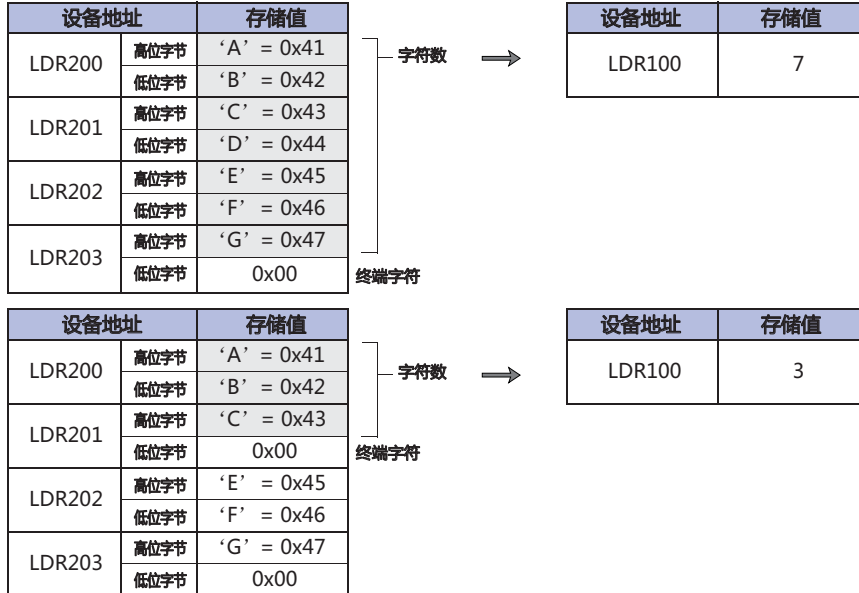 设备地址 存储值 设备地址 存储值
LDR200 高位字节 ‘A’ = 0x41 字符数 LDR100 7
低位字节 ‘B’ = 0x42
LDR201 高位字节 ‘C’ = 0x43
低位字节 ‘D’ = 0x44
LDR202 高位字节 ‘E’ = 0x45
低位字节 ‘F’ = 0x46
LDR203 高位字节 ‘G’ = 0x47
低位字节 0x00 终端字符
设备地址 存储值 设备地址 存储值
LDR200 高位字节 ‘A’ = 0x41 字符数 LDR100 3
低位字节 ‘B’ = 0x42
LDR201 高位字节 ‘C’ = 0x43
低位字节 0x00 终端字符
LDR202 高位字节 ‘E’ = 0x45
低位字节 ‘F’ = 0x46
LDR203 高位字节 ‘G’ = 0x47
低位字节 0x00